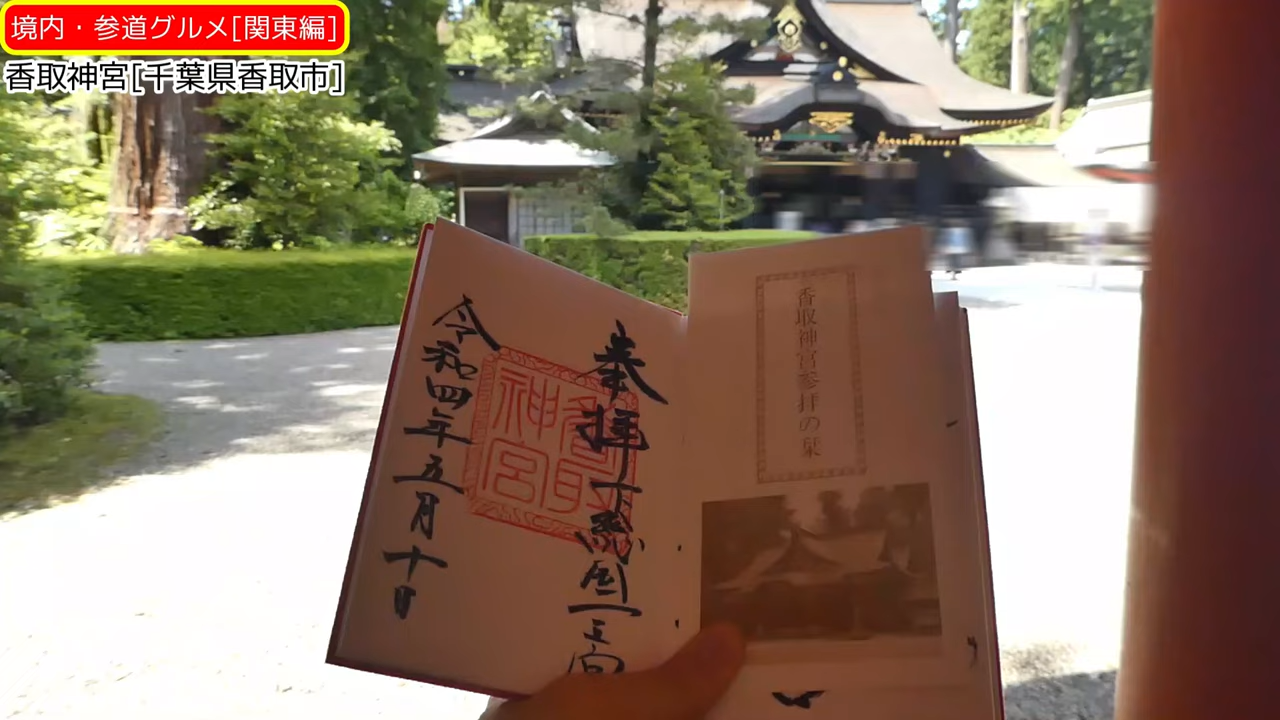 境内・参道グルメ[関東編]
香取神宮[千葉県香取市]
香取神宮参拝の栞
奉拝下総国一宮
香取神宮
令和四年五月十日